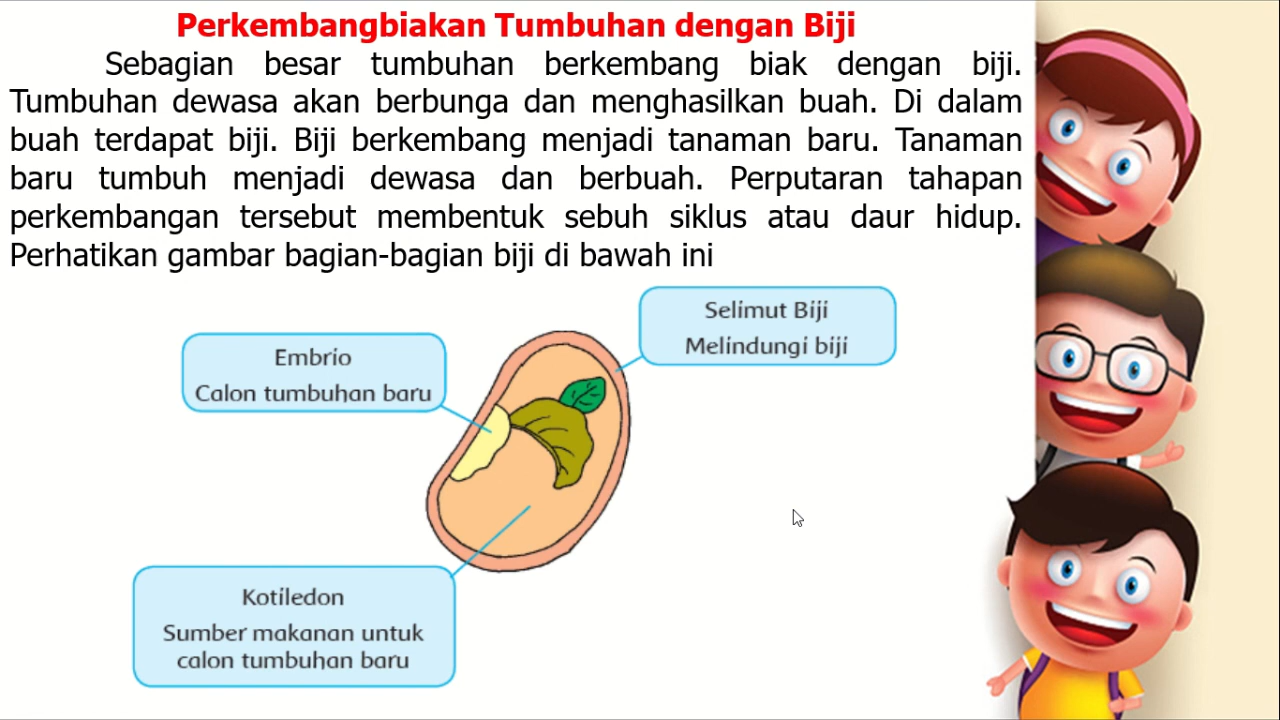 Perkembangbiakan Tumbuhan dengan Biji
Sebagian besar tumbuhan berkembang biak dengan biji.
Tumbuhan dewasa akan berbunga dan menghasilkan buah. Di dalam
buah terdapat biji. Biji berkembang menjadi tanaman baru. Tanaman
baru tumbuh menjadi dewasa dan berbuah. Perputaran tahapan
perkembangan tersebut membentuk sebuh siklus atau daur hidup.
Perhatikan gambar bagian-bagian biji di bawah ini
Selimut Biji
Melindungi biji
Embrio
Calon tumbuhan baru
Kotiledon
Sumber makanan untuk
calon tumbuhan baru